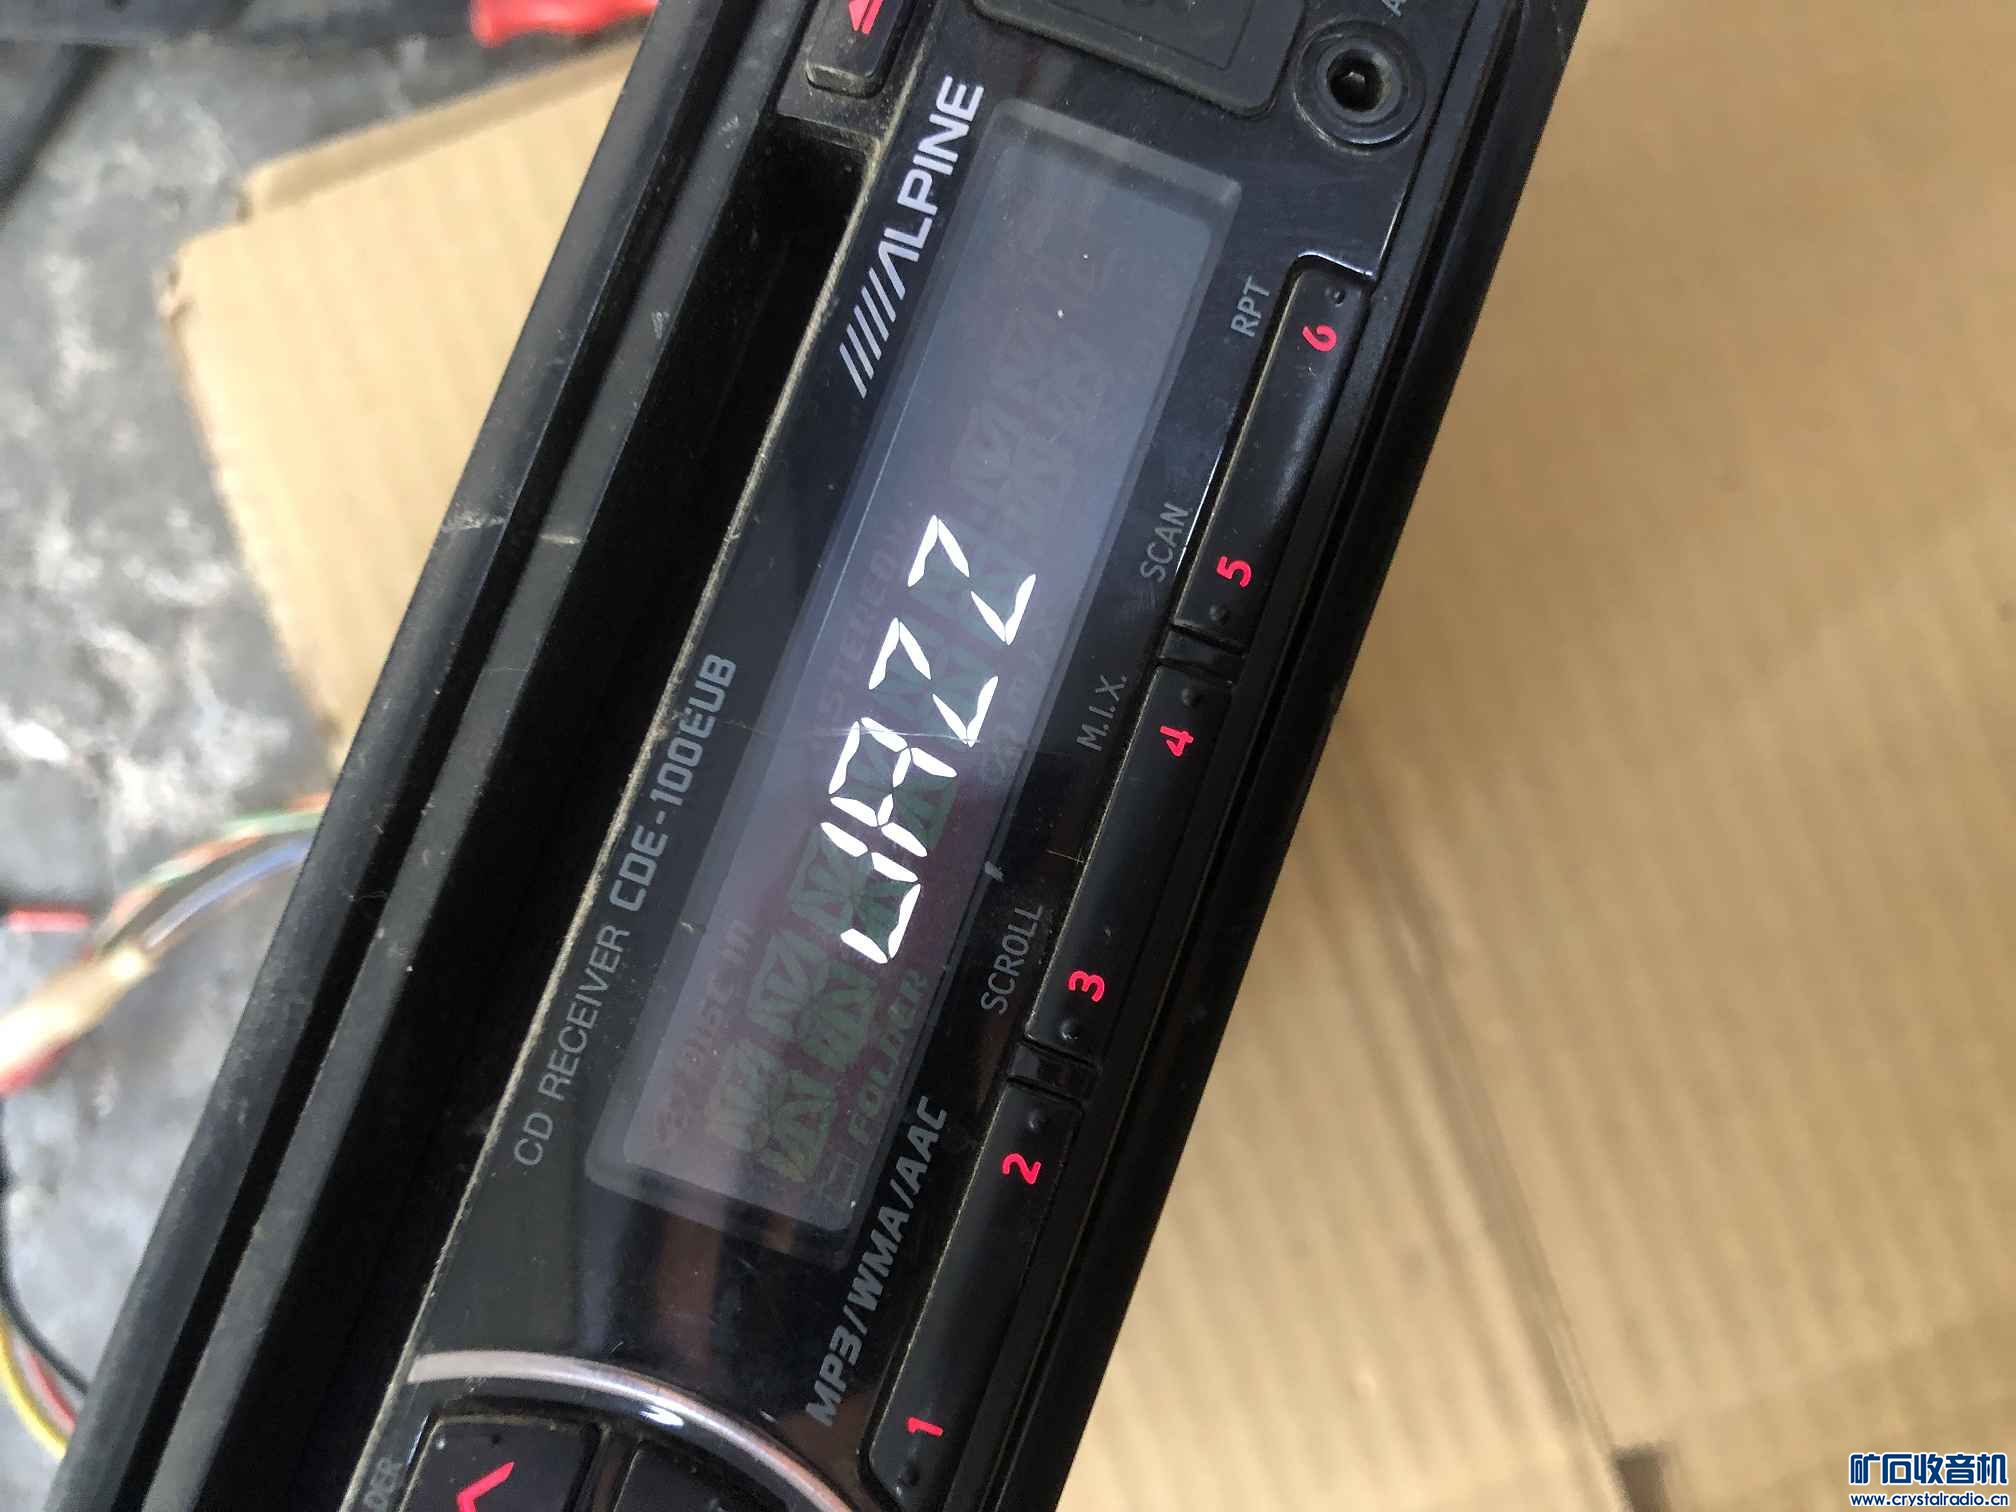 ALPINE
CD RECEIVER CDE-100EUB
JAZZ
FOLDER
MP3/WMA/AAC
SCROLL
M.I.X.
SCAN
RPT
1
2
3
4
5
6
矿石收音机
www.crystalradio.cn